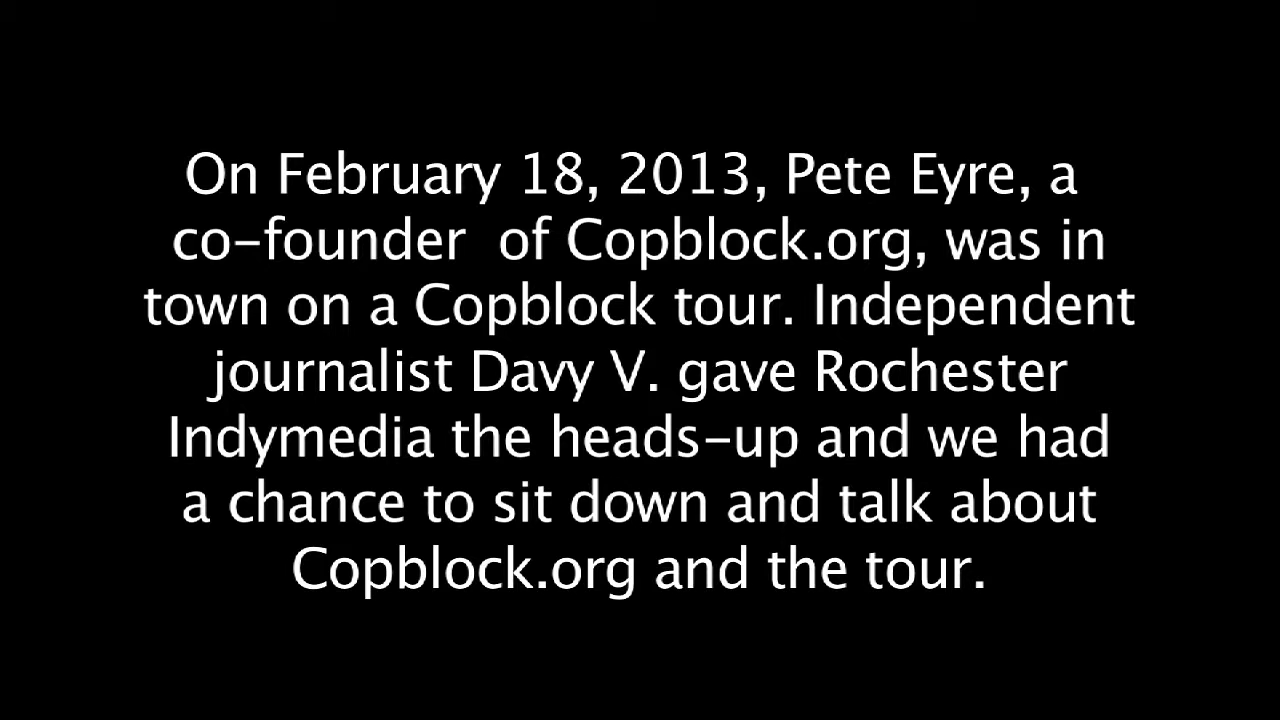 On February 18, 2013, Pete Eyre, a
co-founder  of Copblock.org, was in
town on a Copblock tour. Independent
journalist Davy V. gave Rochester
Indymedia the heads-up and we had
a chance to sit down and talk about
Copblock.org and the tour.